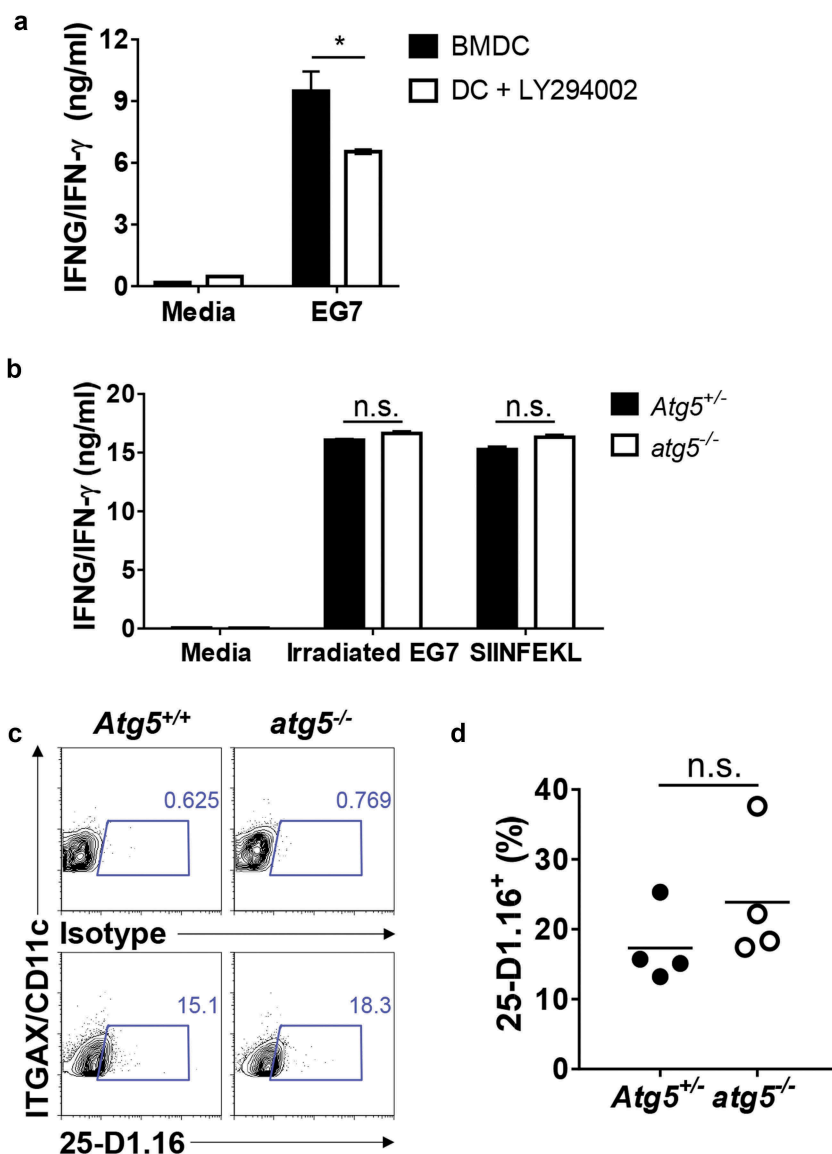 a
IFNG/IFN-γ (ng/ml)
12
9
6
3
0
*
BMDC
DC + LY294002
Media
EG7
b
IFNG/IFN-γ (ng/ml)
20
15
10
5
0
n.s.
n.s.
Atg5+/-
atg5-/-
Media
Irradiated EG7
SIINFEKL
c
Atg5+/+
atg5-/-
0.625
0.769
Isotype
ITGAX/CD11c
15.1
18.3
25-D1.16
d
n.s.
25-D1.16+ (%)
40
30
20
10
0
Atg5+/-
atg5-/-